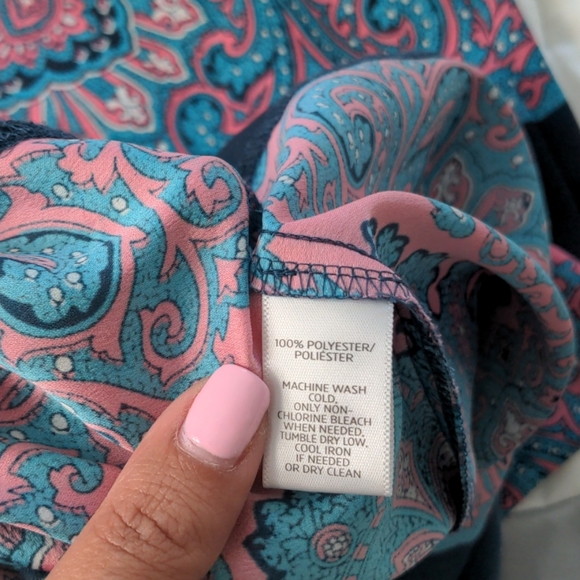 100% POLYESTER/
POLIÉSTER
MACHINE WASH
COLD,
ONLY NON-
CHLORINE BLEACH
WHEN NEEDED,
TUMBLE DRY LOW,
COOL IRON
IF NEEDED
OR DRY CLEAN